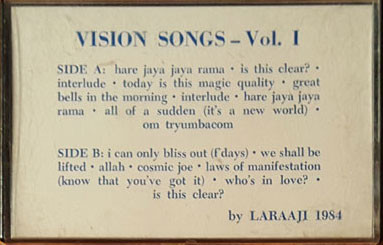 VISION SONGS – Vol. I
SIDE A: hare jaya jaya rama • is this clear? •
interlude • today is this magic quality • great
bells in the morning • interlude • hare jaya jaya
rama • all of a sudden (it's a new world) •
om tryumbacom
SIDE B: i can only bliss out (f'days) • we shall be
lifted • allah • cosmic joe • laws of manifestation
(know that you've got it) • who's in love? •
is this clear?
by LARAAJI 1984